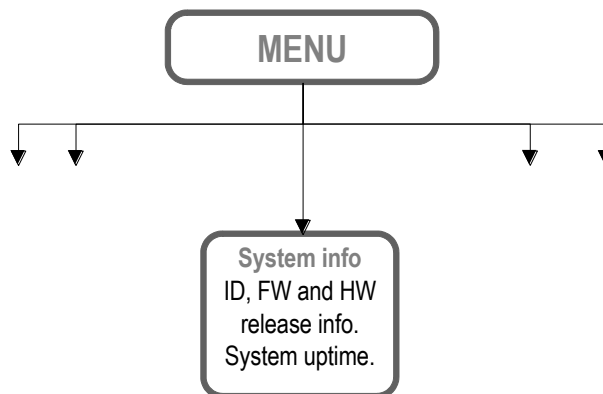 MENU
System info
ID, FW and HW
release info.
System uptime.